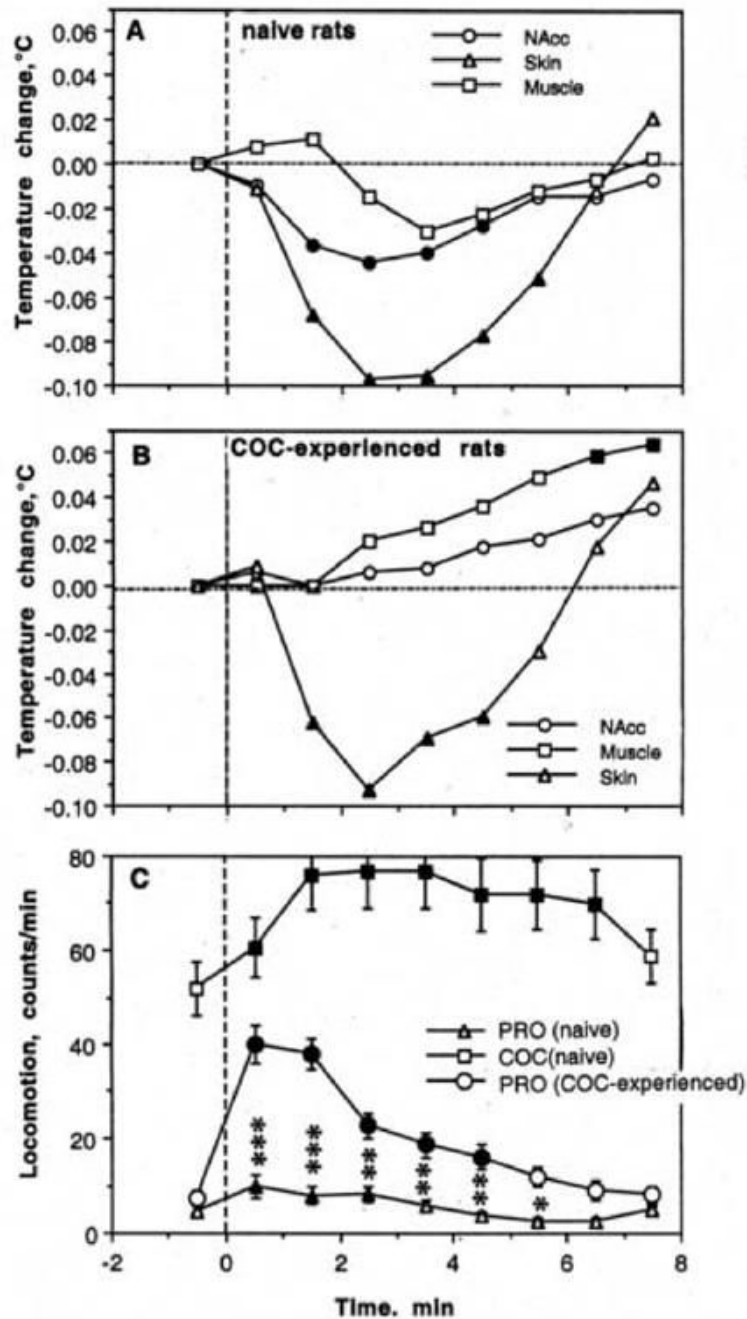 A
naive rats
NAcc
Skin
Muscle
Temperature change,°C
0.06
0.04
0.02
0.00
-0.02
-0.04
-0.06
-0.08
-0.10
B
COC-experienced rats
Temperature change,°C
0.06
0.04
0.02
0.00
-0.02
-0.04
-0.06
-0.08
-0.10
NAcc
Muscle
Skin
C
Locomotion, counts/min
80
60
40
20
0
PRO (naive)
COC(naive)
PRO (COC-experienced)
***
***
**
**
**
*
-2 0 2 4 6 8
Time. min